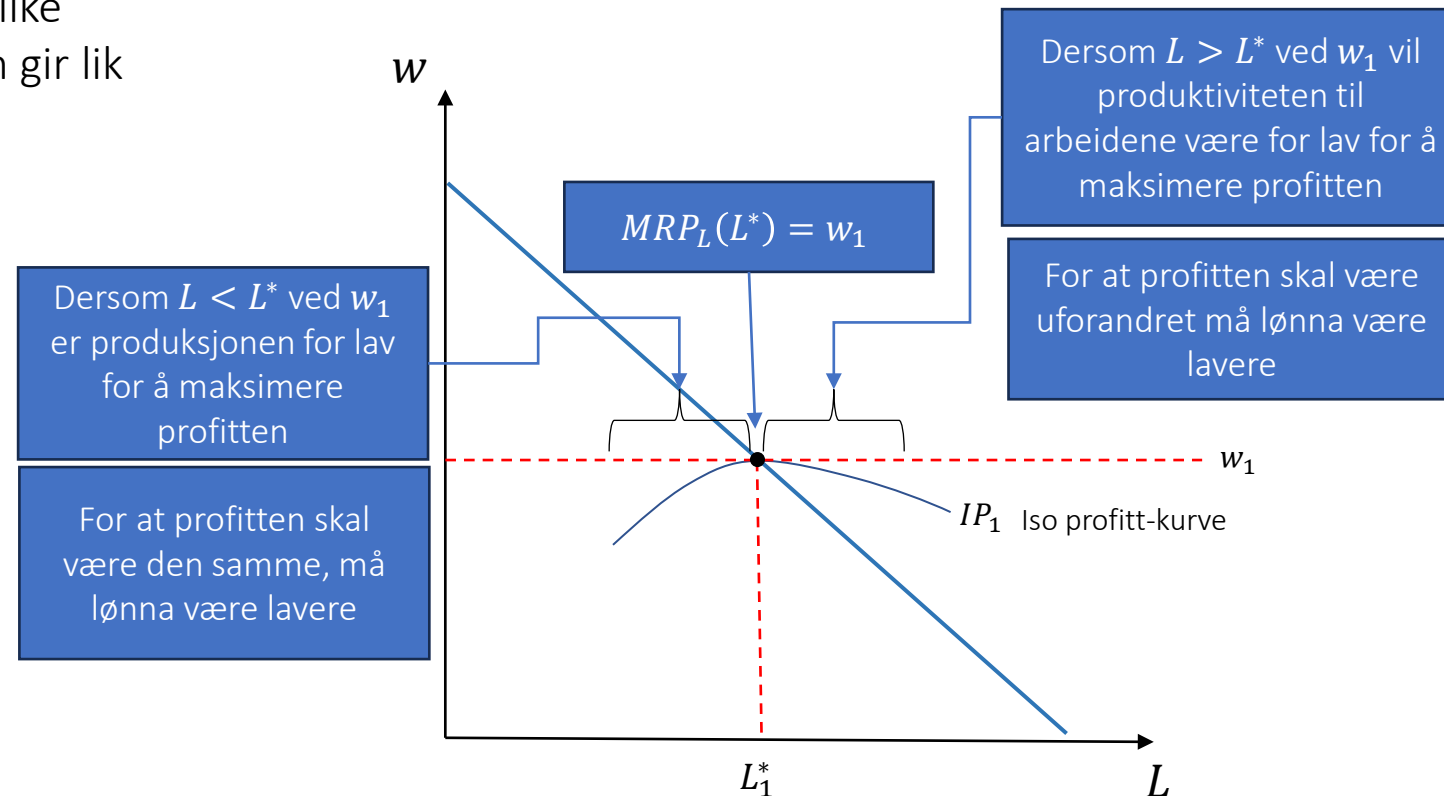 like
n gir lik
w
Dersom L > L* ved w₁ vil
produktiviteten til
arbeidene være for lav for å
maksimere profitten
MRP_L(L*) = w₁
For at profitten skal være
uforandret må lønna være
lavere
Dersom L < L* ved w₁
er produksjonen for lav
for å maksimere
profitten
w₁
For at profitten skal
være den samme, må
lønna være lavere
IP₁ Iso profitt-kurve
L₁*
L